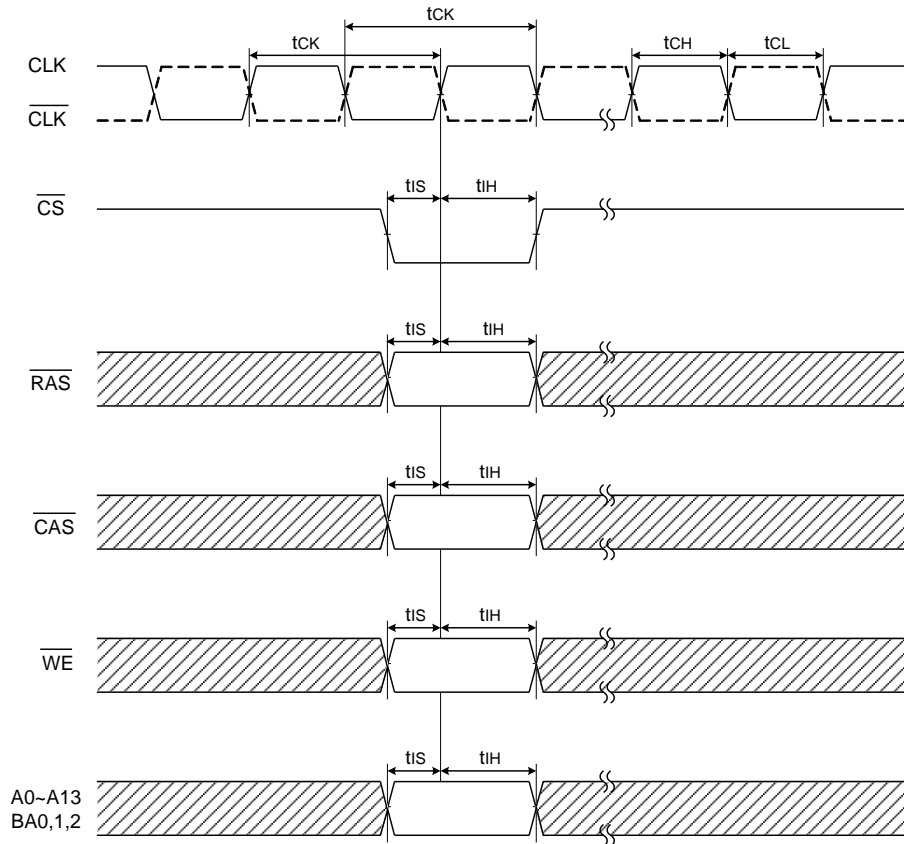 tCK
tCK tCH tCL
CLK
CLK
tIS tIH
CS
tIS tIH
RAS
tIS tIH
CAS
tIS tIH
WE
tIS tIH
A0~A13
BA0,1,2